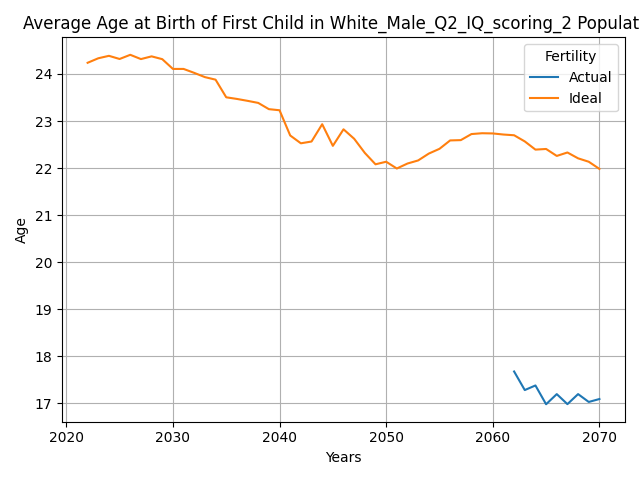 Average Age at Birth of First Child in White_Male_Q2_IQ_scoring_2 Populat
Fertility
Actual
Ideal
24
23
22
21
20
19
18
17
Age
2020 2030 2040 2050 2060 2070
Years